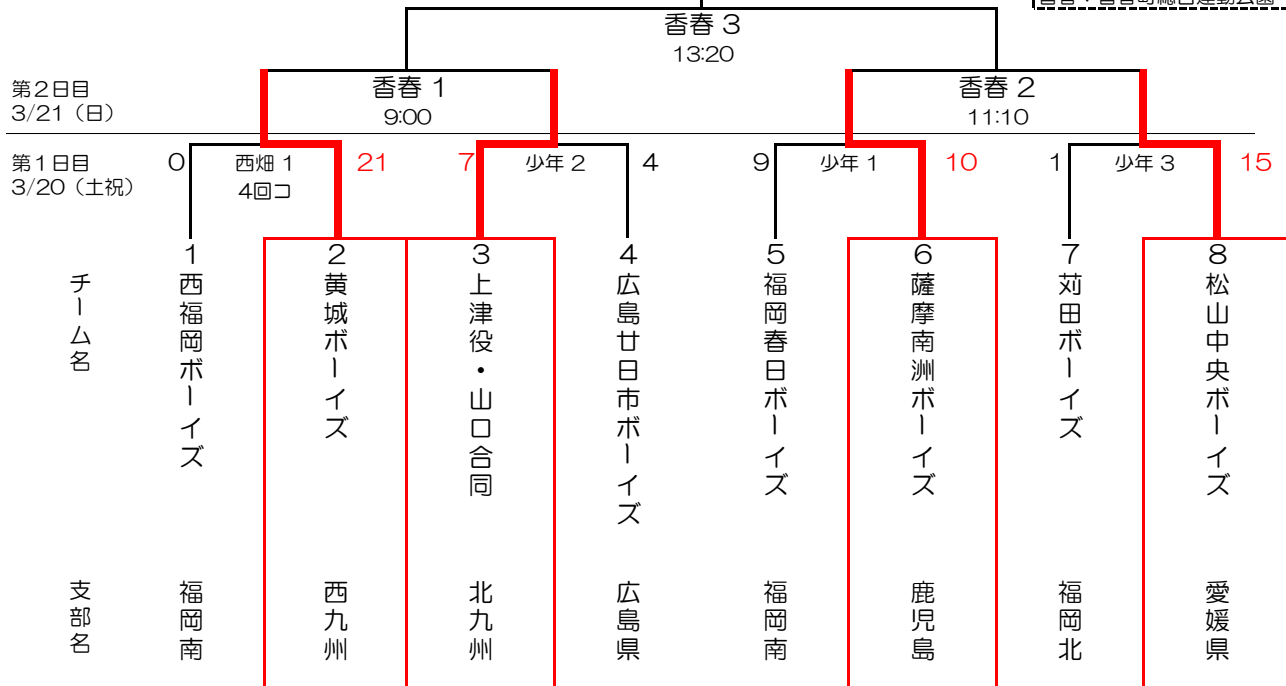 香春 3
13:20
第2日目
3/21（日）
香春 1
9:00
香春 2
11:10
第1日目
3/20（土祝）
0 西畑 1 21 7 少年 2 4 9 少年 1 10 1 少年 3 15
4回コ
1 2 3 4 5 6 7 8
チーム名
西福岡ボーイズ
黄城ボーイズ
上津役・山口合同
広島廿日市ボーイズ
福岡春日ボーイズ
薩摩南洲ボーイズ
苅田ボーイズ
松山中央ボーイズ
支部名
福岡南
西九州
北九州
広島県
福岡南
鹿児島
福岡北
愛媛県